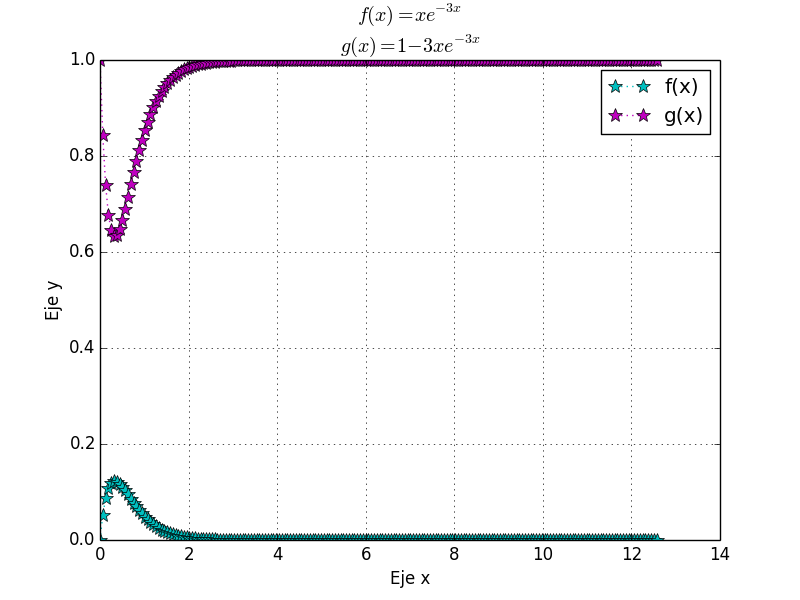 f(x)=xe^{-3x}
g(x)=1−3xe^{-3x}
1.0
0.8
0.6
0.4
0.2
0.0
Eje y
f(x)
g(x)
0 2 4 6 8 10 12 14
Eje x